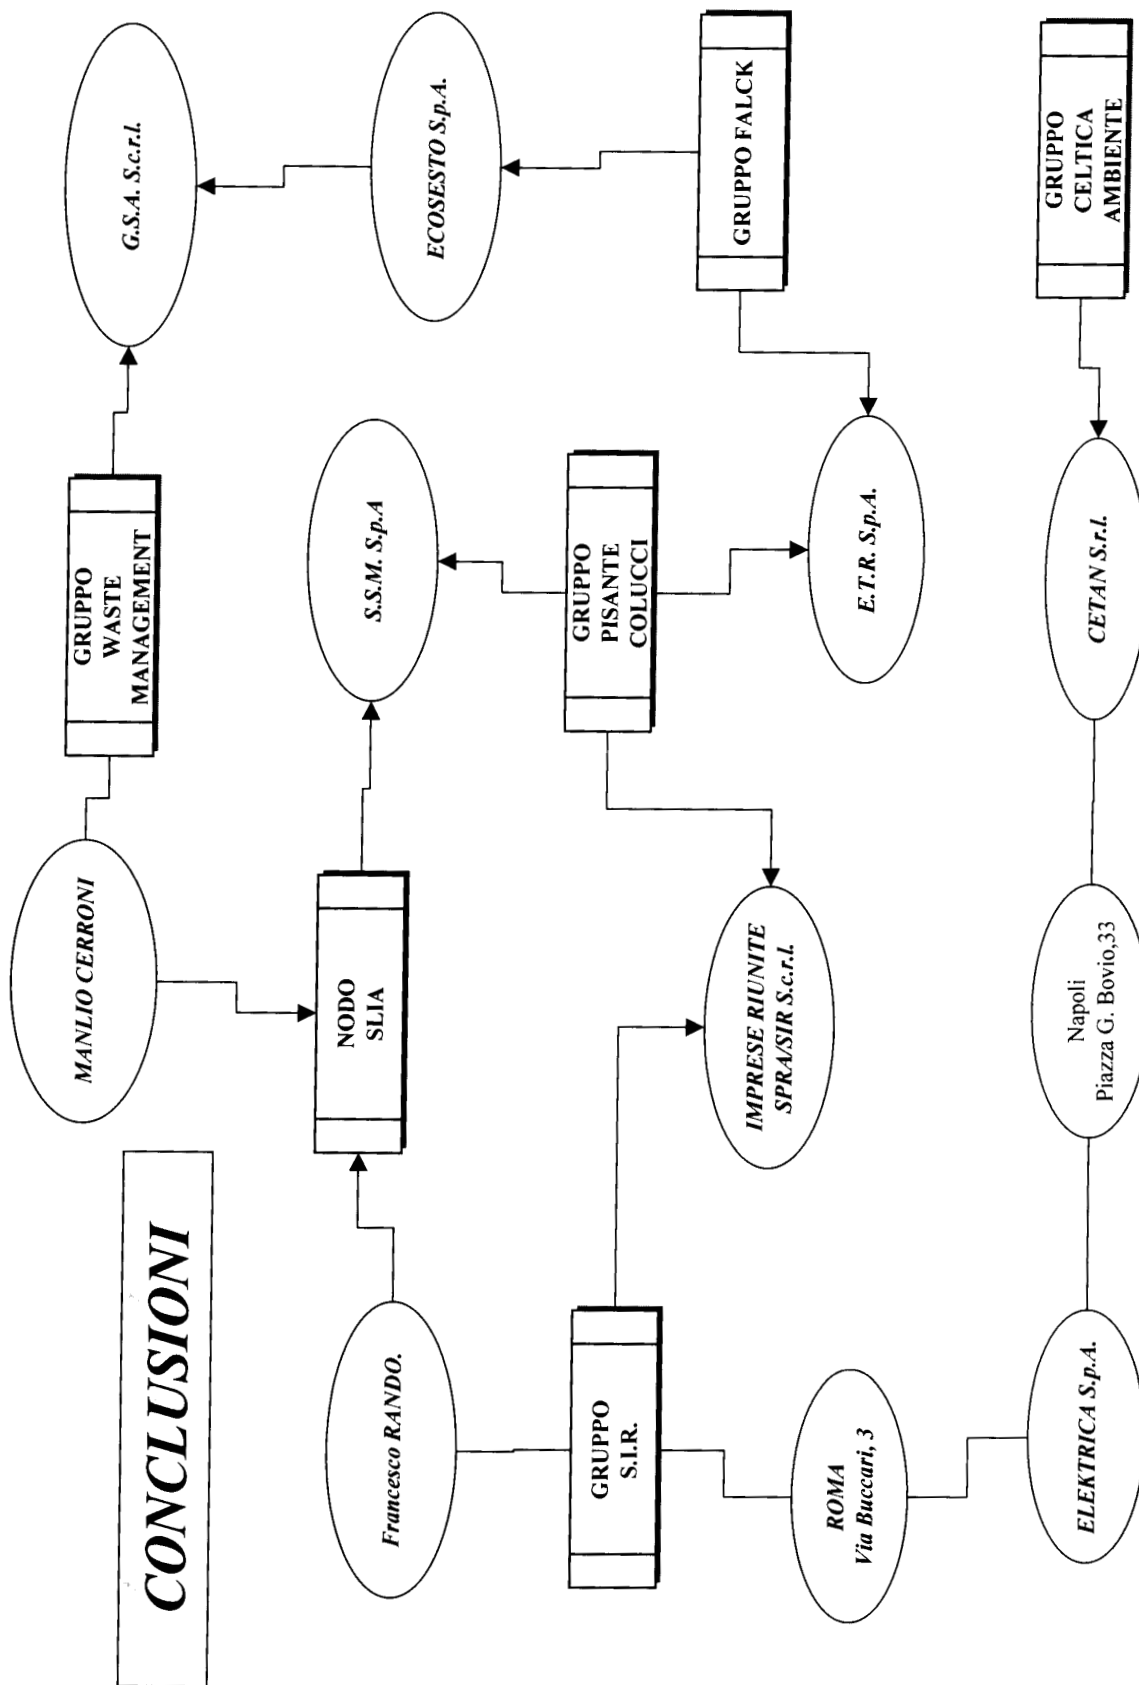 CONCLUSIONI
MANLIO CERRONI
GRUPPO
WASTE
MANAGEMENT
G.S.A. S.c.r.l.
Francesco RANDO.
NODO
SLIA
S.S.M. S.p.A
ECOSESTO S.p.A.
GRUPPO
S.I.R.
GRUPPO
PISANTE
COLUCCI
IMPRESE RIUNITE
SPRA/SIR S.c.r.l.
GRUPPO FALCK
ROMA
Via Buccari, 3
E.T.R. S.p.A.
ELEKTRICA S.p.A.
Napoli
Piazza G. Bovio,33
CETAN S.r.l.
GRUPPO
CELTICA
AMBIENTE